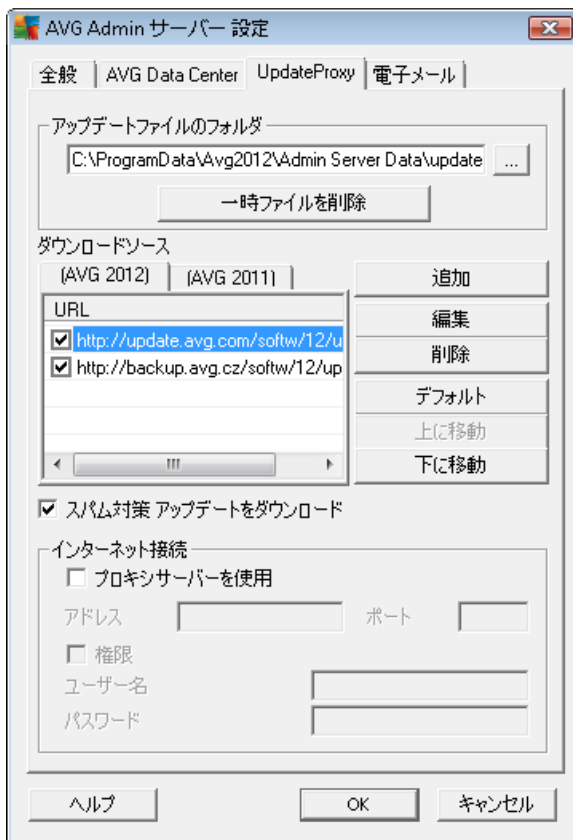 AVG Admin サーバー 設定
全般 AVG Data Center UpdateProxy 電子メール
アップデートファイルのフォルダ
C:\ProgramData\Avg2012\Admin Server Data\update ...
一時ファイルを削除
ダウンロードソース
(AVG 2012) (AVG 2011)
追加
URL
編集
http://update.avg.com/softw/12/u
削除
http://backup.avg.cz/softw/12/up
デフォルト
上に移動
下に移動
スパム対策 アップデートをダウンロード
インターネット接続
プロキシサーバーを使用
アドレス ポート
権限
ユーザー名
パスワード
ヘルプ OK キャンセル